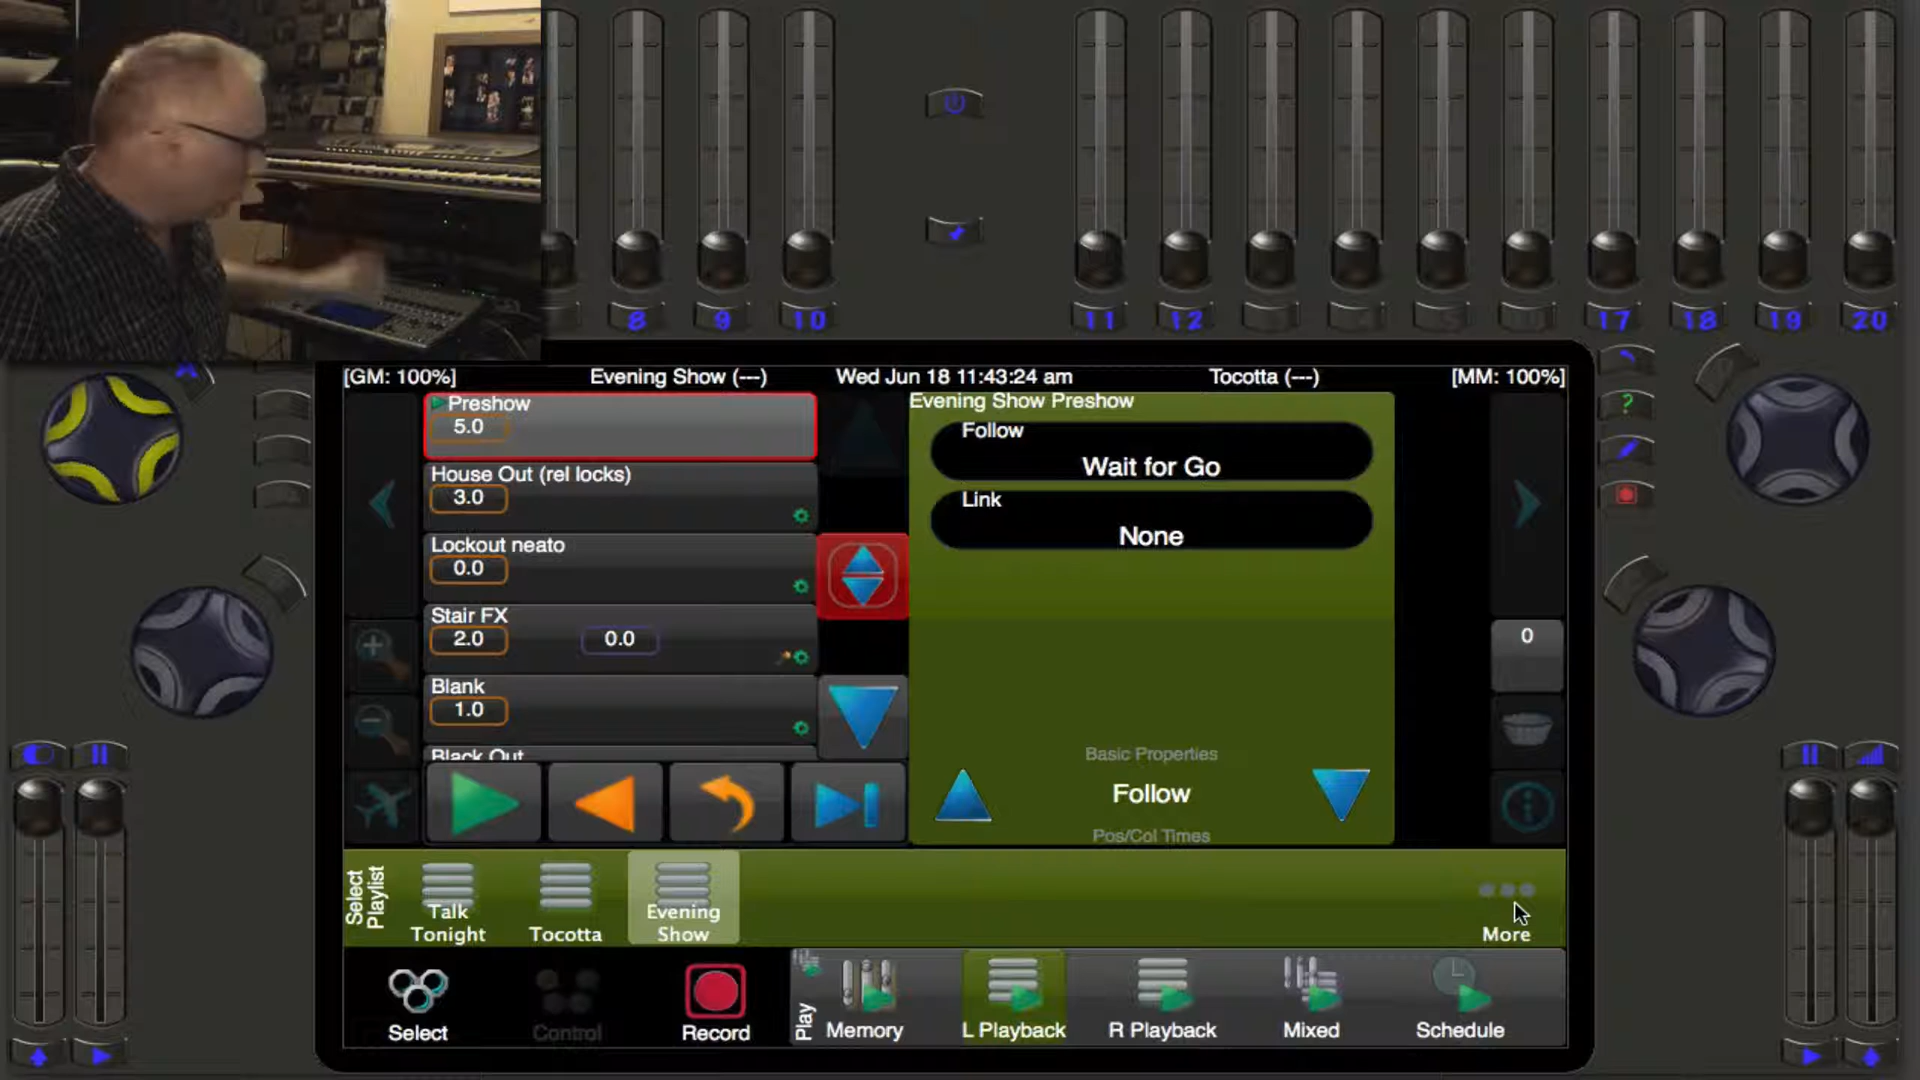 8 9 10 11 12 17 18 19 20
[GM: 100%] Evening Show (---) Wed Jun 18 11:43:24 am Tocotta (---) [MM: 100%]
Preshow
5.0
House Out (rel locks)
3.0
Lockout neato
0.0
Stair FX
2.0 0.0
Blank
1.0
Black Out
Evening Show Preshow
Follow
Wait for Go
Link
None
Basic Properties
Follow
Pos/Col Times
?
0
Select
Playlist
Talk
Tonight
Tocotta
Evening
Show
More
Select
Control
Record
Play
Memory
L Playback
R Playback
Mixed
Schedule